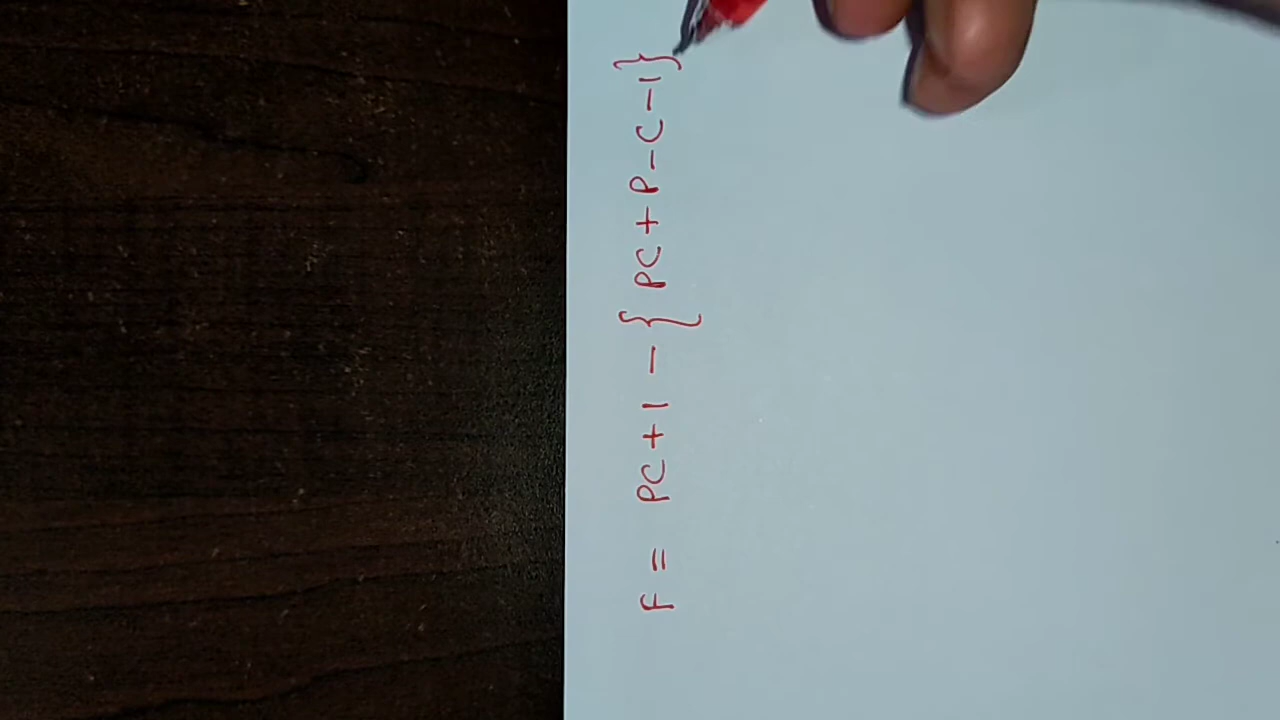 F = PC+1 - { PC+P-C-1}